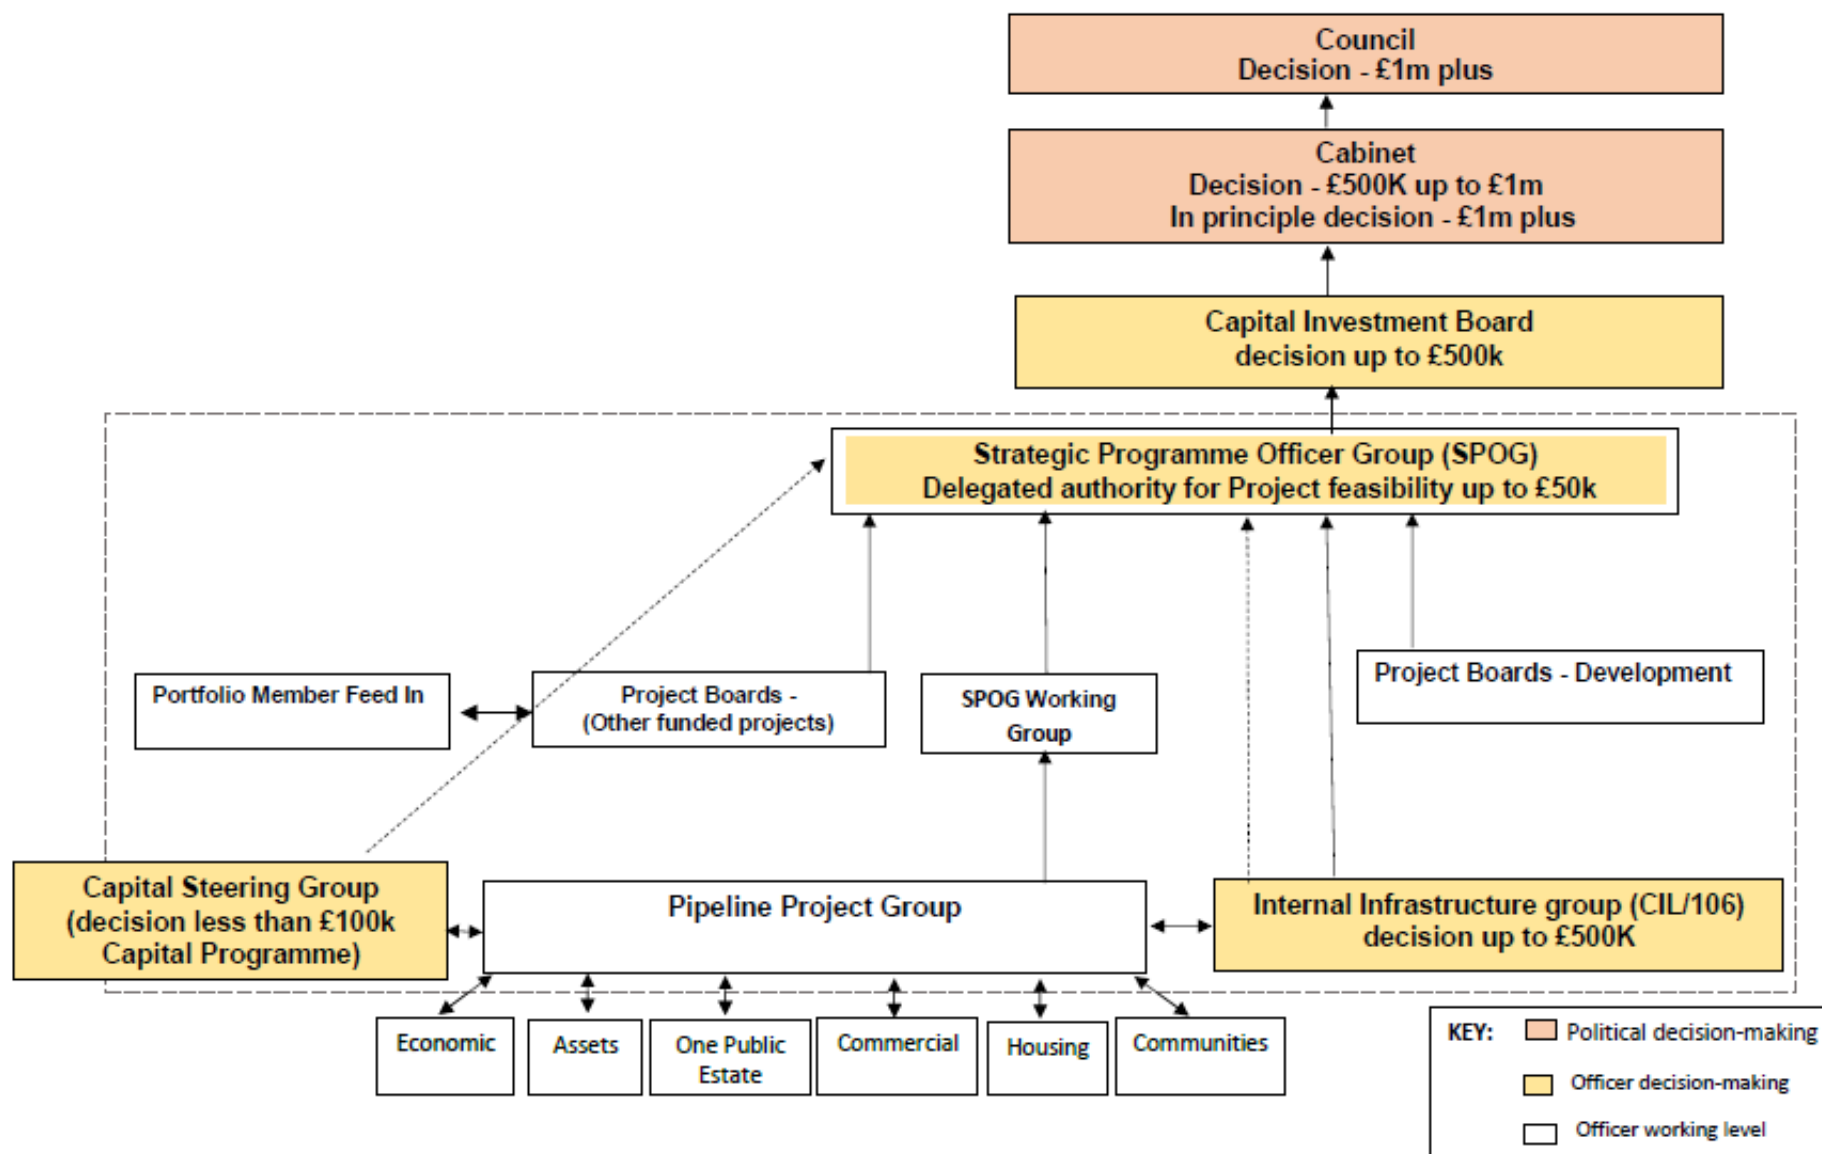 Council
Decision - £1m plus
Cabinet
Decision - £500K up to £1m
In principle decision - £1m plus
Capital Investment Board
decision up to £500k
Strategic Programme Officer Group (SPOG)
Delegated authority for Project feasibility up to £50k
Portfolio Member Feed In
Project Boards -
(Other funded projects)
SPOG Working
Group
Project Boards - Development
Capital Steering Group
(decision less than £100k
Capital Programme)
Pipeline Project Group
Internal Infrastructure group (CIL/106)
decision up to £500K
Economic
Assets
One Public
Estate
Commercial
Housing
Communities
KEY: Political decision-making
Officer decision-making
Officer working level